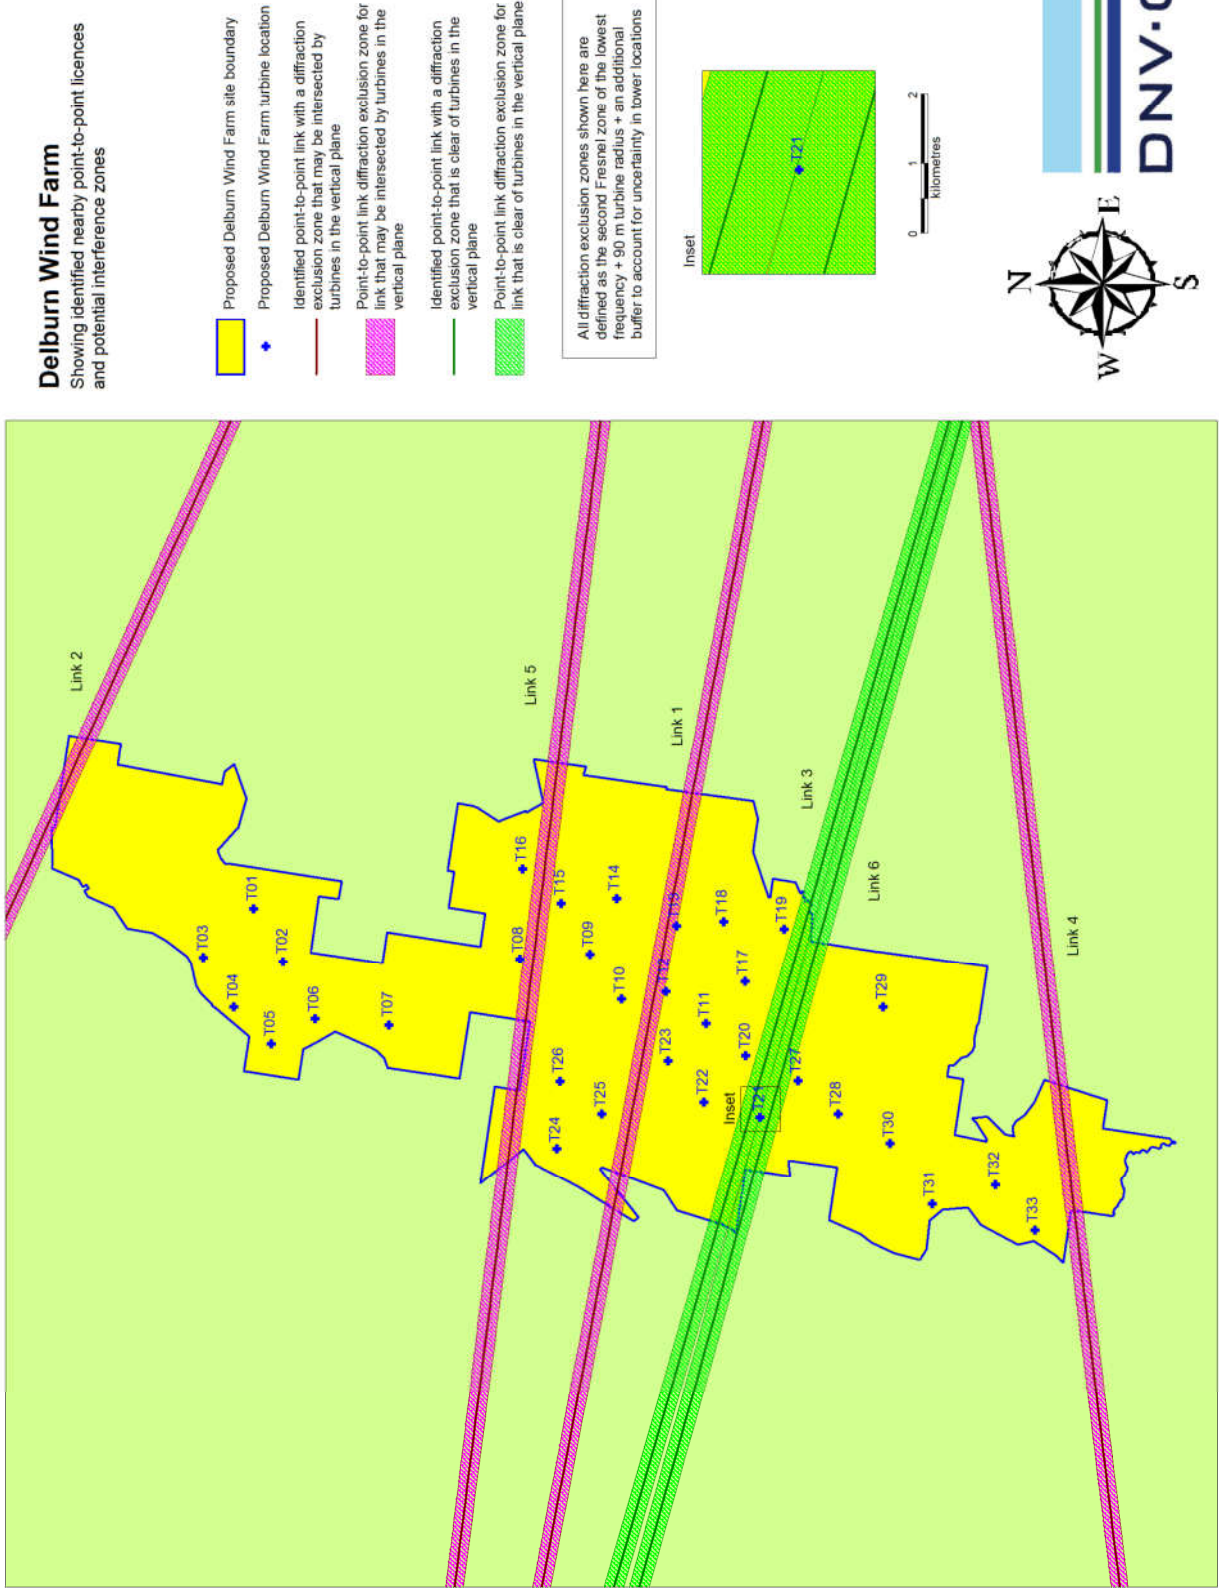 Delburn Wind Farm
Showing identified nearby point-to-point licences
and potential interference zones
Proposed Delburn Wind Farm site boundary
Proposed Delburn Wind Farm turbine location
Identified point-to-point link with a diffraction
exclusion zone that may be intersected by
turbines in the vertical plane
Point-to-point link diffraction exclusion zone for
link that may be intersected by turbines in the
vertical plane
Identified point-to-point link with a diffraction
exclusion zone that is clear of turbines in the
vertical plane
Point-to-point link diffraction exclusion zone for
link that is clear of turbines in the vertical plane
All diffraction exclusion zones shown here are
defined as the second Fresnel zone of the lowest
frequency + 90 m turbine radius + an additional
buffer to account for uncertainty in tower locations
Inset
T21
0 1 2
kilometres
N
W E
S
DNV·
Link 2
Link 5
Link 1
Link 3
Link 6
Link 4
T03
T04
T01
T05
T02
T06
T07
T16
T08
T15
T24
T26
T09
T14
T25
T10
T23
T12
T22
T11
T18
Inset
T20
T17
T21
T19
T27
T28
T29
T30
T31
T32
T33